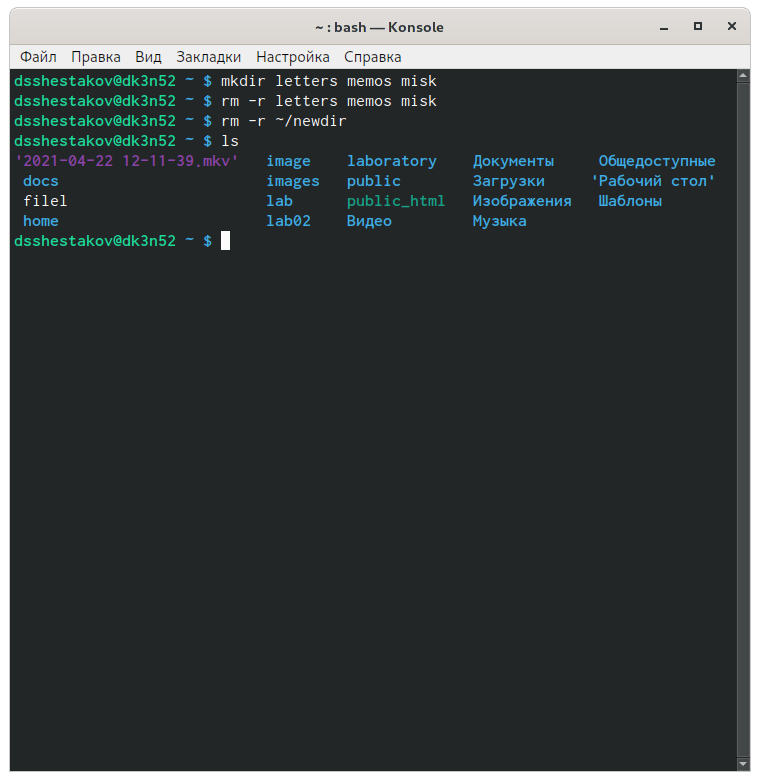 ~ : bash — Konsole
Файл Правка Вид Закладки Настройка Справка
dsshestakov@dk3n52 ~ $ mkdir letters memos misk
dsshestakov@dk3n52 ~ $ rm -r letters memos misk
dsshestakov@dk3n52 ~ $ rm -r ~/newdir
dsshestakov@dk3n52 ~ $ ls
'2021-04-22 12-11-39.mkv' image laboratory Документы Общедоступные
docs images public Загрузки 'Рабочий стол'
filel lab public_html Изображения Шаблоны
home lab02 Видео Музыка
dsshestakov@dk3n52 ~ $